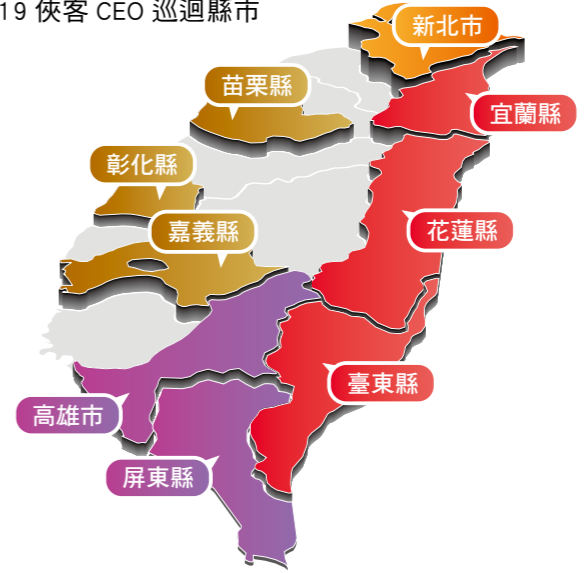 19 俠客 CEO 巡迴縣市
新北市
苗栗縣
宜蘭縣
彰化縣
嘉義縣
花蓮縣
臺東縣
高雄市
屏東縣